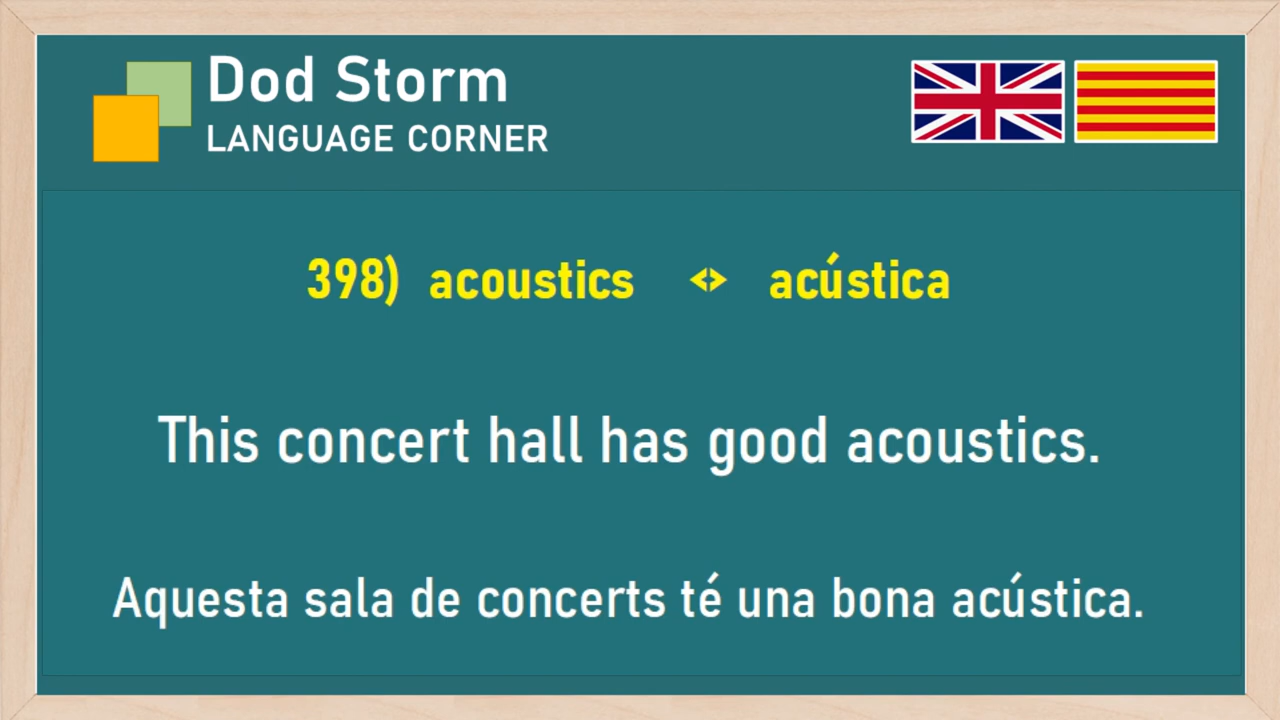 Dod Storm
LANGUAGE CORNER
398) acoustics <> acústica
This concert hall has good acoustics.
Aquesta sala de concerts té una bona acústica.